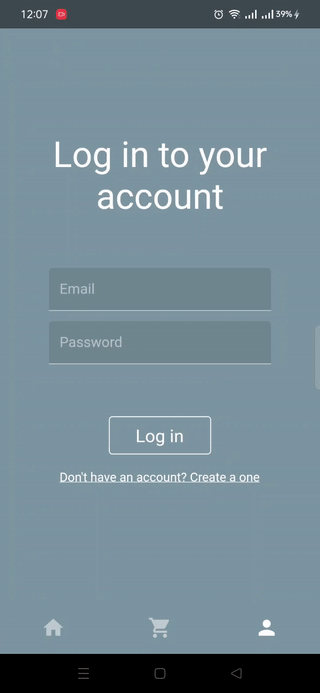 12:07
39%
Log in to your
account
Email
Password
Log in
Don't have an account? Create a one